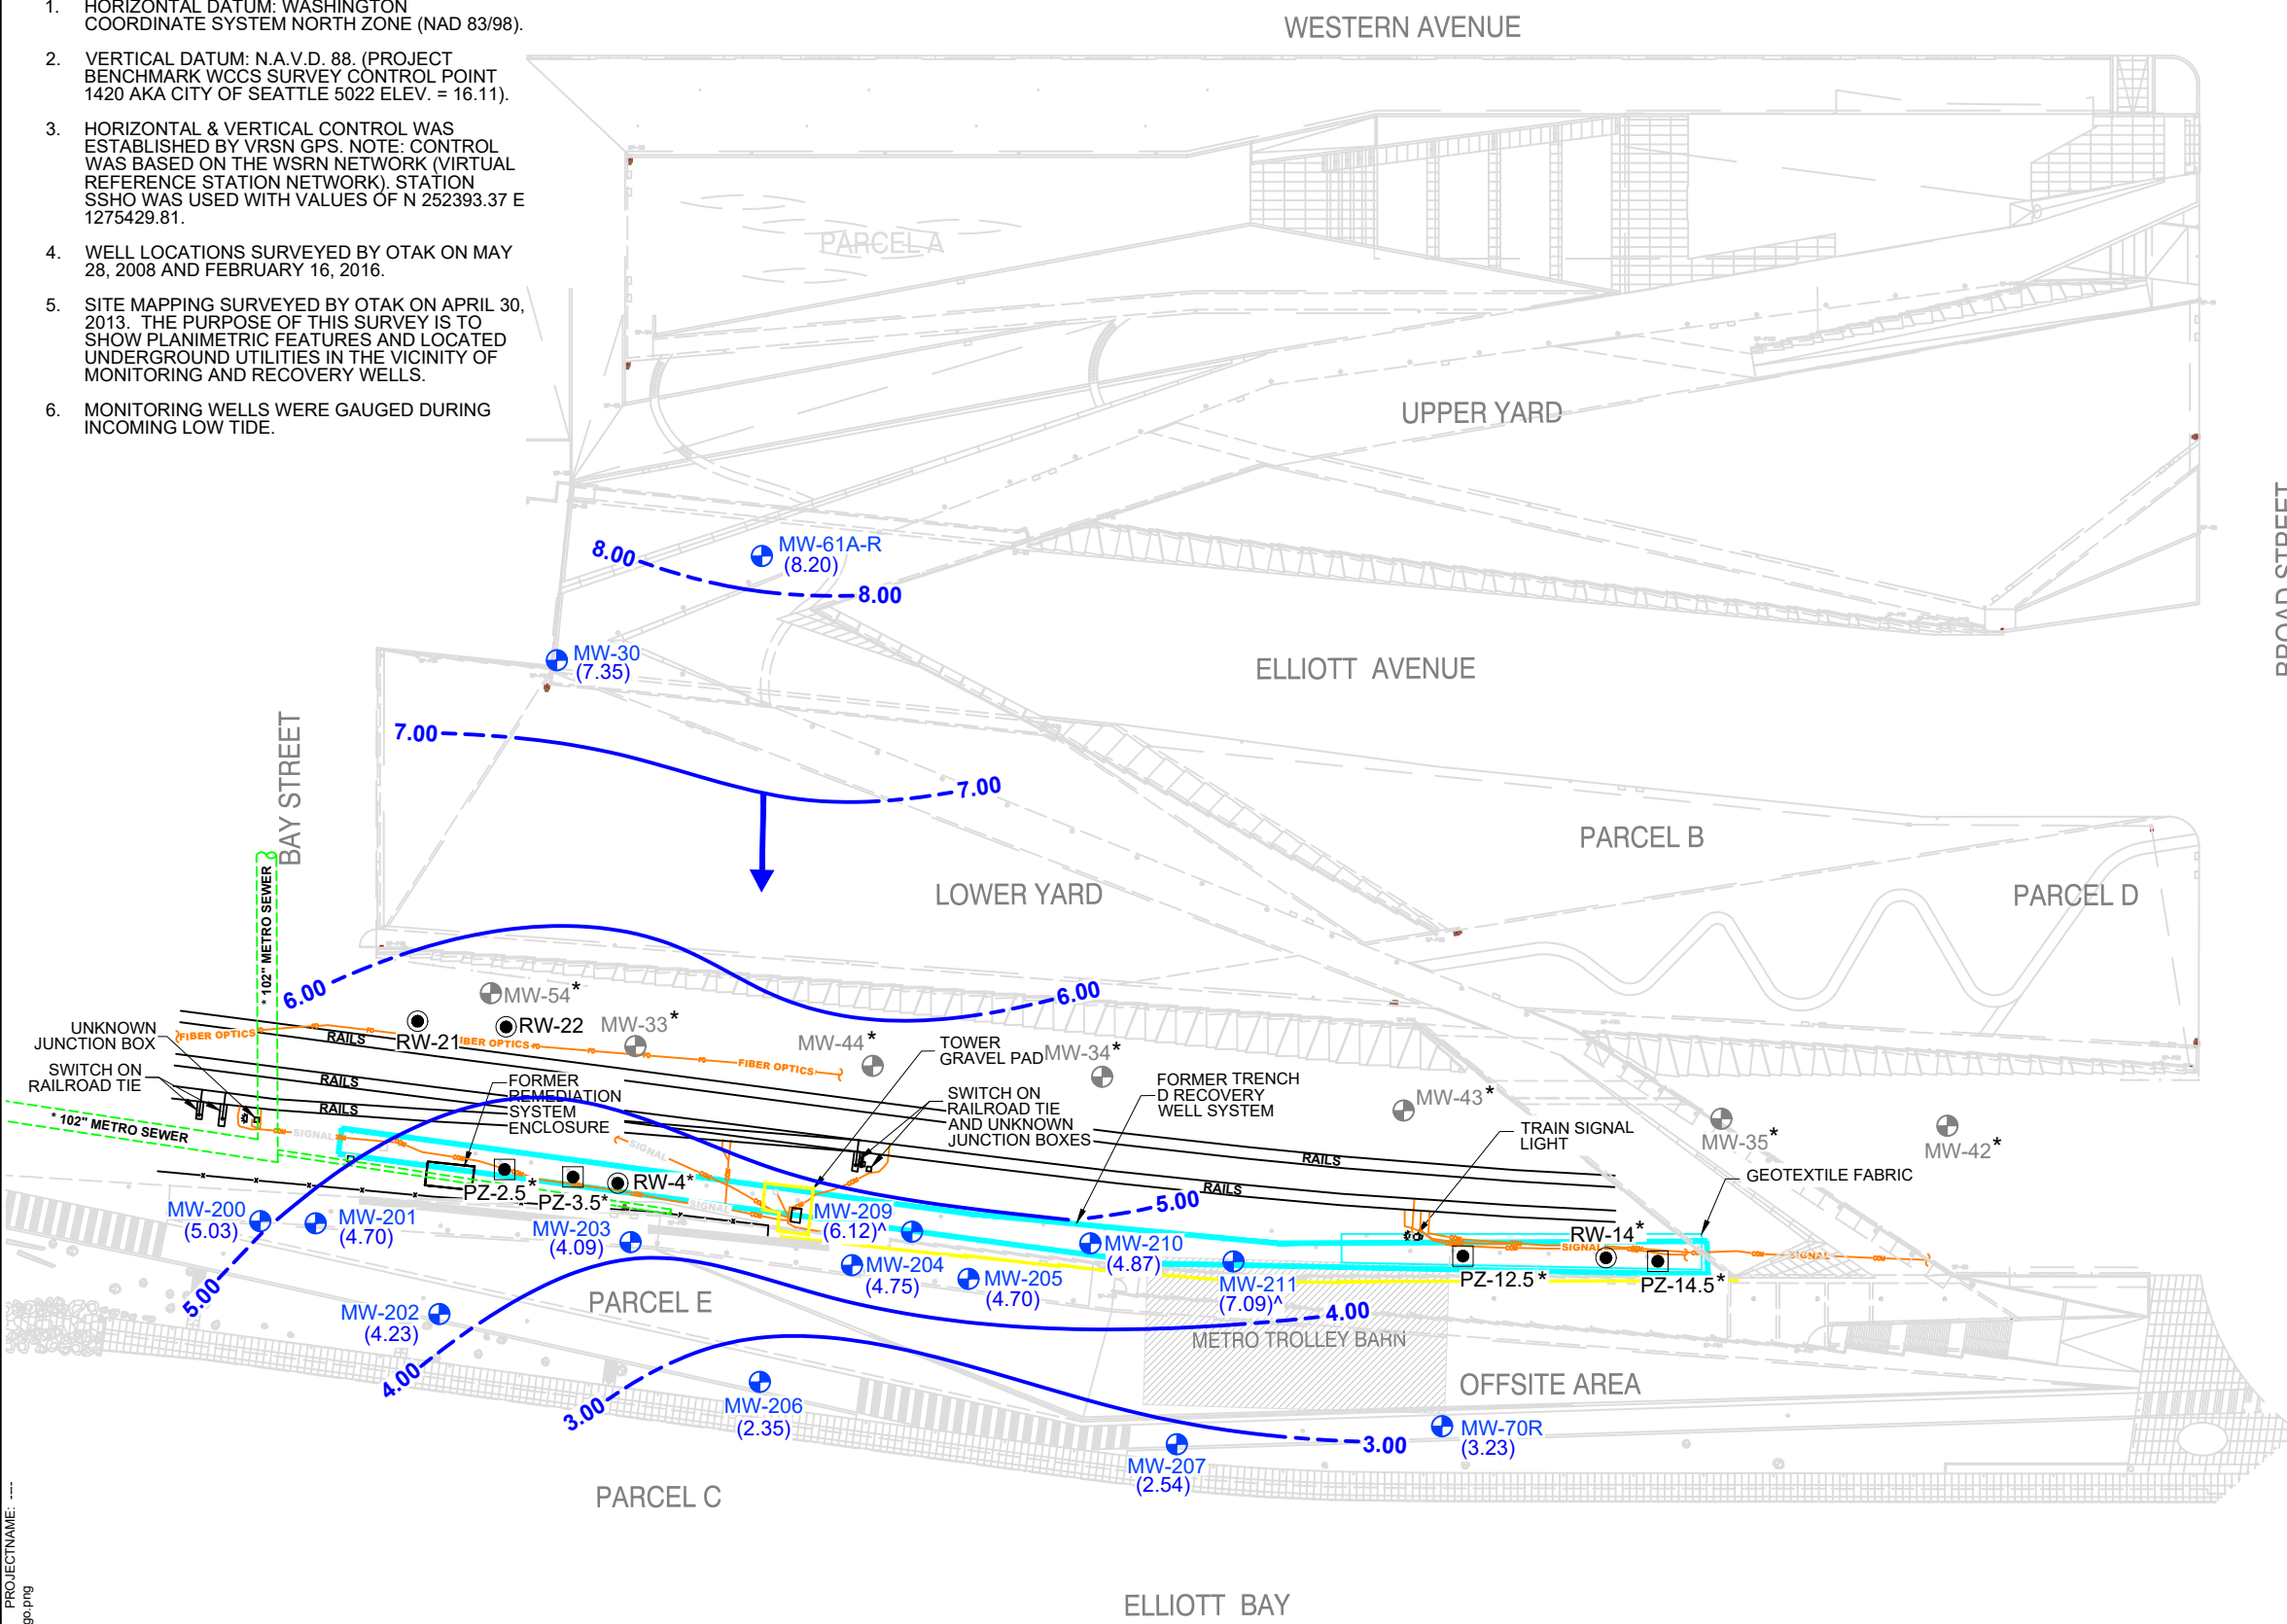 1. HORIZONTAL DATUM: WASHINGTON
COORDINATE SYSTEM NORTH ZONE (NAD 83/98).
2. VERTICAL DATUM: N.A.V.D. 88. (PROJECT
BENCHMARK WCCS SURVEY CONTROL POINT
1420 AKA CITY OF SEATTLE 5022 ELEV. = 16.11).
3. HORIZONTAL & VERTICAL CONTROL WAS
ESTABLISHED BY VRSN GPS. NOTE: CONTROL
WAS BASED ON THE WSRN NETWORK (VIRTUAL
REFERENCE STATION NETWORK). STATION
SSHO WAS USED WITH VALUES OF N 252393.37 E
1275429.81.
4. WELL LOCATIONS SURVEYED BY OTAK ON MAY
28, 2008 AND FEBRUARY 16, 2016.
5. SITE MAPPING SURVEYED BY OTAK ON APRIL 30,
2013. THE PURPOSE OF THIS SURVEY IS TO
SHOW PLANIMETRIC FEATURES AND LOCATED
UNDERGROUND UTILITIES IN THE VICINITY OF
MONITORING AND RECOVERY WELLS.
6. MONITORING WELLS WERE GAUGED DURING
INCOMING LOW TIDE.
WESTERN AVENUE
PARCEL A
UPPER YARD
BROAD STREET
8.00
MW-61A-R
(8.20)
8.00
MW-30
(7.35)
ELLIOTT AVENUE
7.00
7.00
BAY STREET
PARCEL B
LOWER YARD
PARCEL D
* 102" METRO SEWER
6.00
6.00
MW-54*
RW-21
RW-22
MW-33*
MW-44*
MW-34*
MW-43*
MW-35*
MW-42*
UNKNOWN
JUNCTION BOX
SWITCH ON
RAILROAD TIE
FIBER OPTICS
FIBER OPTICS
FIBER OPTICS
RAILS
RAILS
RAILS
RAILS
RAILS
TOWER
GRAVEL PAD
FORMER
REMEDIATION
SYSTEM
ENCLOSURE
SWITCH ON
RAILROAD TIE
AND UNKNOWN
JUNCTION BOXES
FORMER TRENCH
D RECOVERY
WELL SYSTEM
TRAIN SIGNAL
LIGHT
GEOTEXTILE FABRIC
* 102" METRO SEWER
SIGNAL
SIGNAL
SIGNAL
SIGNAL
SIGNAL
PZ-2.5*
PZ-3.5*
RW-4*
5.00
5.00
MW-200
(5.03)
MW-201
(4.70)
MW-203
(4.09)
MW-209
(6.12)^
MW-204
(4.75)
MW-205
(4.70)
MW-210
(4.87)
MW-211
(7.09)^
RW-14*
PZ-12.5*
PZ-14.5*
MW-202
(4.23)
PARCEL E
4.00
4.00
METRO TROLLEY BARN
OFFSITE AREA
3.00
3.00
MW-206
(2.35)
MW-207
(2.54)
MW-70R
(3.23)
PARCEL C
ELLIOTT BAY
PROJECTNAME: ----
go.png